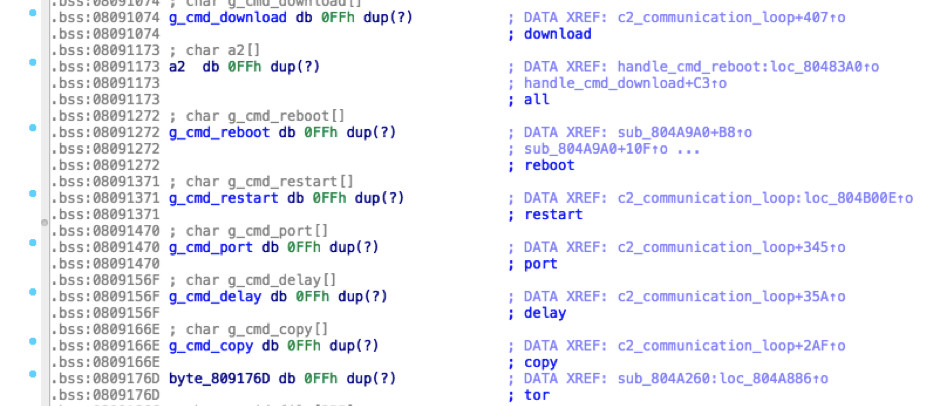 .bss:08091074 ; char g_cmd_download[]
.bss:08091074 g_cmd_download db 0FFh dup(?) ; DATA XREF: c2_communication_loop+407↑o
.bss:08091074 ; download
.bss:08091173 ; char a2[]
.bss:08091173 a2 db 0FFh dup(?) ; DATA XREF: handle_cmd_reboot:loc_80483A0↑o
.bss:08091173 ; handle_cmd_download+C3↑o
.bss:08091173 ; all
.bss:08091272 ; char g_cmd_reboot[]
.bss:08091272 g_cmd_reboot db 0FFh dup(?) ; DATA XREF: sub_804A9A0+B8↑o
.bss:08091272 ; sub_804A9A0+10F↑o ...
.bss:08091272 ; reboot
.bss:08091371 ; char g_cmd_restart[]
.bss:08091371 g_cmd_restart db 0FFh dup(?) ; DATA XREF: c2_communication_loop:loc_804B00E↑o
.bss:08091371 ; restart
.bss:08091470 ; char g_cmd_port[]
.bss:08091470 g_cmd_port db 0FFh dup(?) ; DATA XREF: c2_communication_loop+345↑o
.bss:08091470 ; port
.bss:0809156F ; char g_cmd_delay[]
.bss:0809156F g_cmd_delay db 0FFh dup(?) ; DATA XREF: c2_communication_loop+35A↑o
.bss:0809156F ; delay
.bss:0809166E ; char g_cmd_copy[]
.bss:0809166E g_cmd_copy db 0FFh dup(?) ; DATA XREF: c2_communication_loop+2AF↑o
.bss:0809166E ; copy
.bss:0809176D byte_809176D db 0FFh dup(?) ; DATA XREF: sub_804A260:loc_804A886↑o
.bss:0809176D ; tor